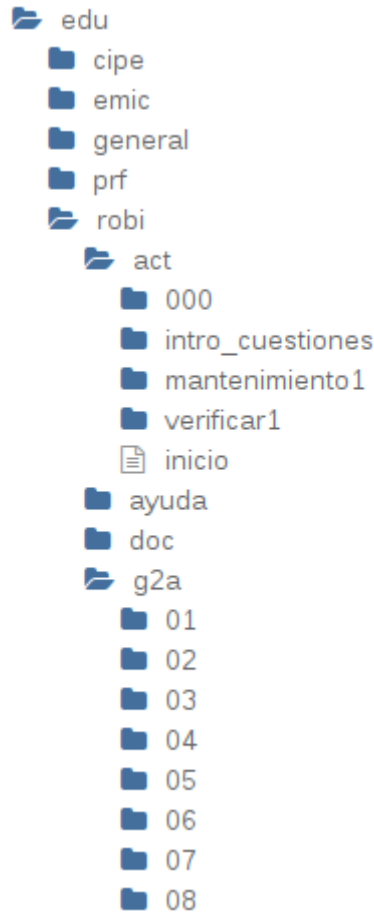 edu
cipe
emic
general
prf
robi
act
000
intro_cuestiones
mantenimiento1
verificar1
inicio
ayuda
doc
g2a
01
02
03
04
05
06
07
08